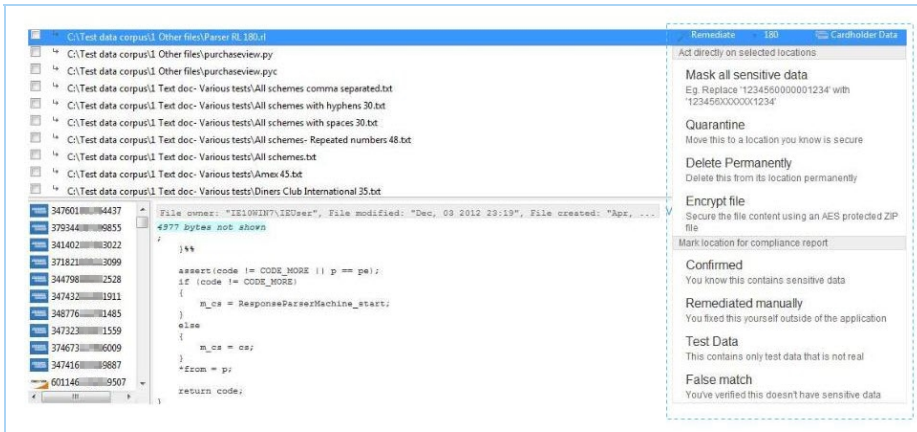 C:\Test data corpus\1 Other files\Parser RL 180.rl
C:\Test data corpus\1 Other files\purchaseview.py
C:\Test data corpus\1 Other files\purchaseview.pyc
C:\Test data corpus\1 Text doc- Various tests\All schemes comma separated.txt
C:\Test data corpus\1 Text doc- Various tests\All schemes with hyphens 30.txt
C:\Test data corpus\1 Text doc- Various tests\All schemes with spaces 30.txt
C:\Test data corpus\1 Text doc- Various tests\All schemes- Repeated numbers 48.txt
C:\Test data corpus\1 Text doc- Various tests\All schemes.txt
C:\Test data corpus\1 Text doc- Various tests\Amex 45.txt
C:\Test data corpus\1 Text doc- Various tests\Diners Club International 35.txt
347601 4437
379344 9855
341402 3022
371821 3099
344798 2528
347432 1911
348776 1485
347323 1559
374673 6009
347416 9887
601146 9507
File owner: "IE10WIN7\IEUser", File modified: "Dec, 03 2012 23:19", File created: "Apr, ...
4977 bytes not shown
;
}%%
assert(code != CODE_MORE || p == pe);
if (code != CODE_MORE)
{
m_cs = ResponseParserMachine_start;
}
else
{
m_cs = cs;
}
*from = p;
return code;
}
Remediate 180 Cardholder Data
Act directly on selected locations
Mask all sensitive data
Eg. Replace '1234560000001234' with
'123456XXXXXX1234'
Quarantine
Move this to a location you know is secure
Delete Permanently
Delete this from its location permanently
Encrypt file
Secure the file content using an AES protected ZIP
file
Mark location for compliance report
Confirmed
You know this contains sensitive data
Remediated manually
You fixed this yourself outside of the application
Test Data
This contains only test data that is not real
False match
You've verified this doesn't have sensitive data